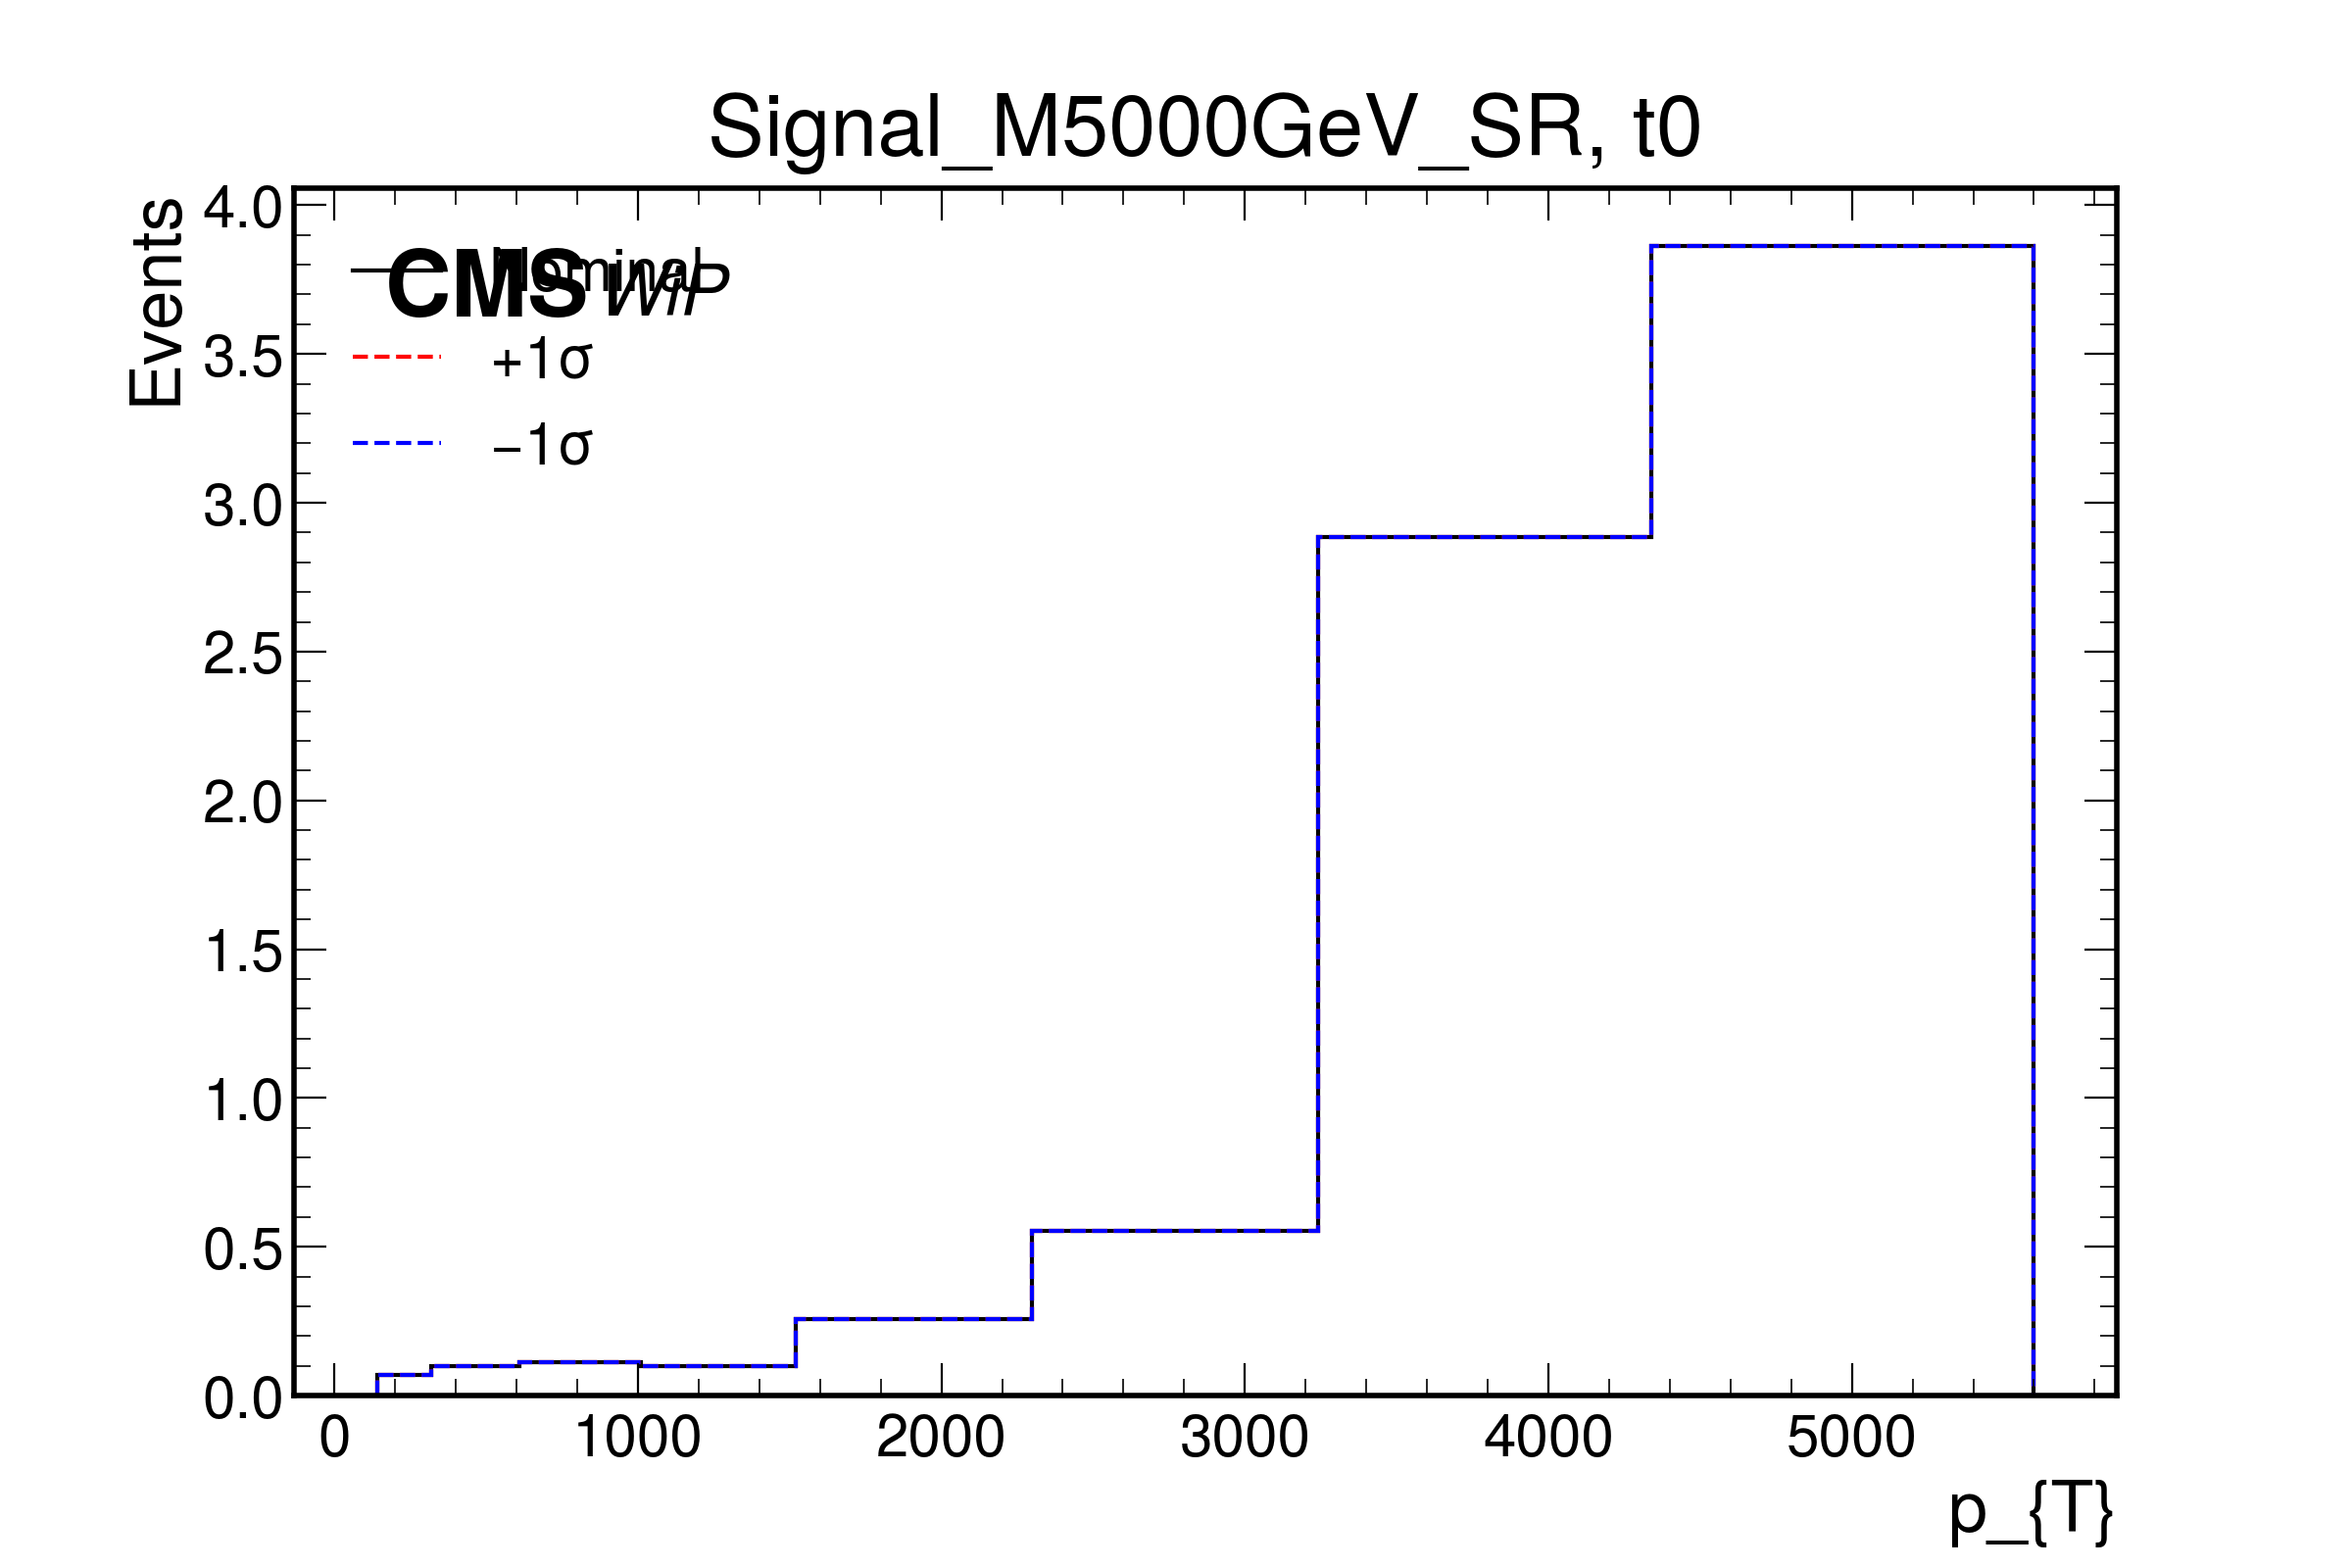 Signal_M5000GeV_SR, t0
Events
4.0
3.5
3.0
2.5
2.0
1.5
1.0
0.5
0.0
CMS WiP
Nominal
+1σ
−1σ
0 1000 2000 3000 4000 5000
p_{T}